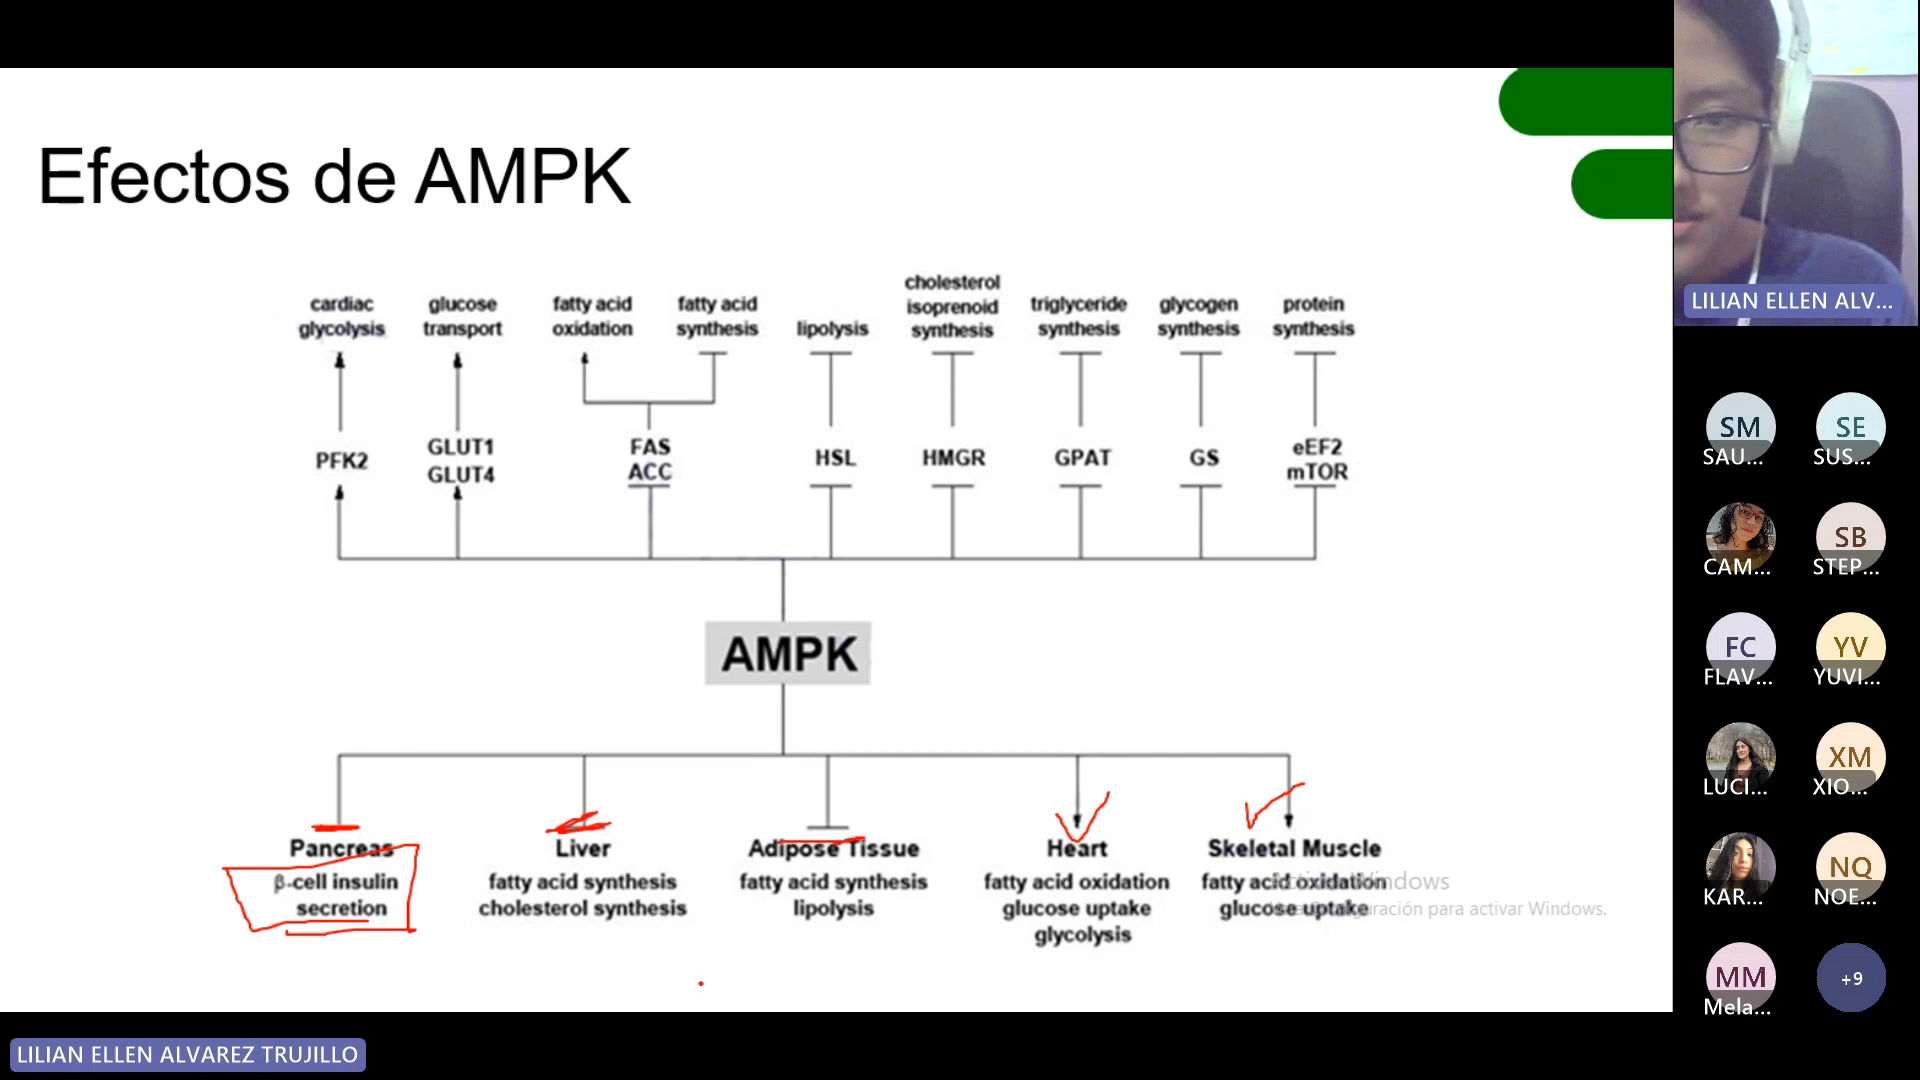 Efectos de AMPK
cardiac
glycolysis
glucose
transport
fatty acid
oxidation
fatty acid
synthesis
lipolysis
cholesterol
isoprenoid
synthesis
triglyceride
synthesis
glycogen
synthesis
protein
synthesis
PFK2
GLUT1
GLUT4
FAS
ACC
HSL
HMGR
GPAT
GS
eEF2
mTOR
AMPK
Pancreas
β-cell insulin
secretion
Liver
fatty acid synthesis
cholesterol synthesis
Adipose Tissue
fatty acid synthesis
lipolysis
Heart
fatty acid oxidation
glucose uptake
glycolysis
Skeletal Muscle
fatty acid oxidation
glucose uptake
Windows
para activar Windows.
LILIAN ELLEN ALV...
SM
SAU...
SE
SUS...
CAM...
SB
STEP...
FC
FLAV...
YV
YUVI...
LUCI...
XM
XIO...
KAR...
NQ
NOE...
MM
Mela...
+9
LILIAN ELLEN ALVAREZ TRUJILLO